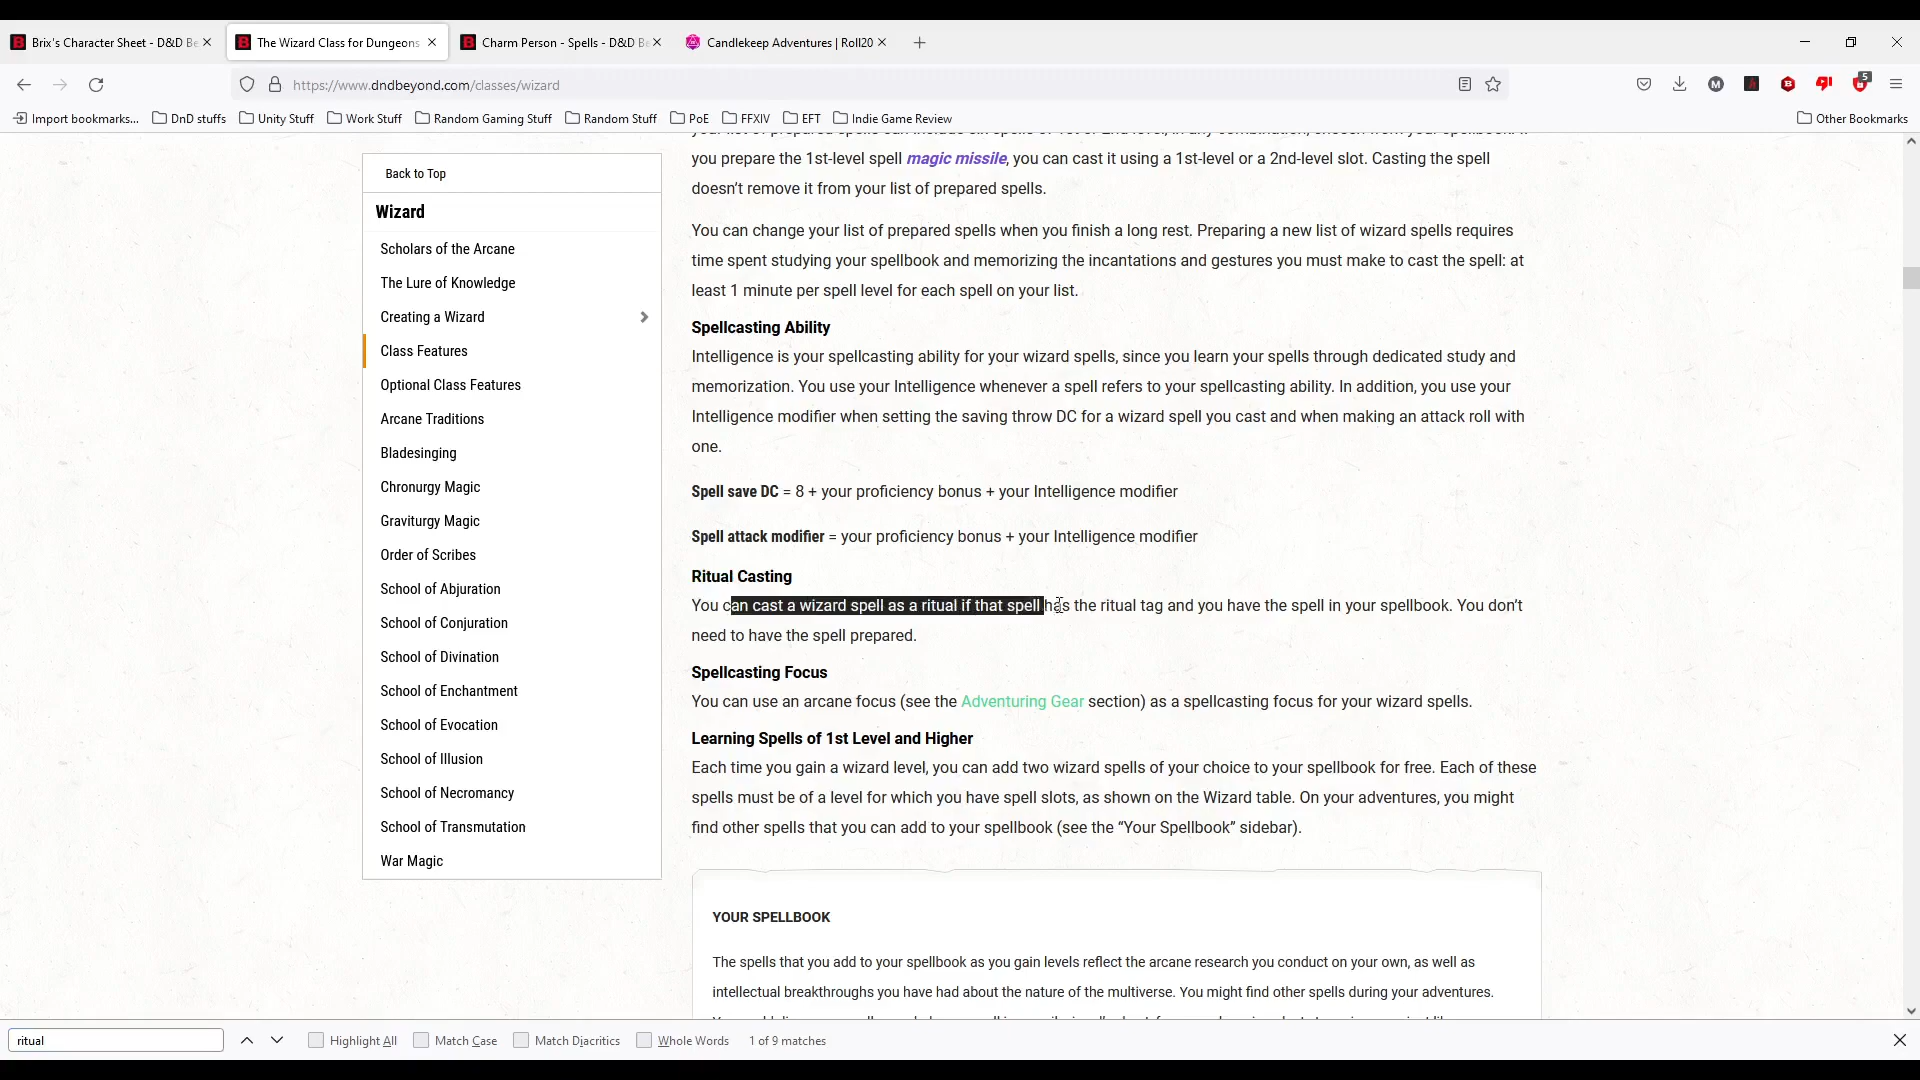 Brix's Character Sheet - D&D Be
The Wizard Class for Dungeons
Charm Person - Spells - D&D Be
Candlekeep Adventures | Roll20
https://www.dndbeyond.com/classes/wizard
5
Import bookmarks...
DnD stuffs
Unity Stuff
Work Stuff
Random Gaming Stuff
Random Stuff
PoE
FFXIV
EFT
Indie Game Review
Other Bookmarks
Back to Top
Wizard
Scholars of the Arcane
The Lure of Knowledge
Creating a Wizard
Class Features
Optional Class Features
Arcane Traditions
Bladesinging
Chronurgy Magic
Graviturgy Magic
Order of Scribes
School of Abjuration
School of Conjuration
School of Divination
School of Enchantment
School of Evocation
School of Illusion
School of Necromancy
School of Transmutation
War Magic
you prepare the 1st-level spell magic missile, you can cast it using a 1st-level or a 2nd-level slot. Casting the spell
doesn’t remove it from your list of prepared spells.
You can change your list of prepared spells when you finish a long rest. Preparing a new list of wizard spells requires
time spent studying your spellbook and memorizing the incantations and gestures you must make to cast the spell: at
least 1 minute per spell level for each spell on your list.
Spellcasting Ability
Intelligence is your spellcasting ability for your wizard spells, since you learn your spells through dedicated study and
memorization. You use your Intelligence whenever a spell refers to your spellcasting ability. In addition, you use your
Intelligence modifier when setting the saving throw DC for a wizard spell you cast and when making an attack roll with
one.
Spell save DC = 8 + your proficiency bonus + your Intelligence modifier
Spell attack modifier = your proficiency bonus + your Intelligence modifier
Ritual Casting
You can cast a wizard spell as a ritual if that spell has the ritual tag and you have the spell in your spellbook. You don’t
need to have the spell prepared.
Spellcasting Focus
You can use an arcane focus (see the Adventuring Gear section) as a spellcasting focus for your wizard spells.
Learning Spells of 1st Level and Higher
Each time you gain a wizard level, you can add two wizard spells of your choice to your spellbook for free. Each of these
spells must be of a level for which you have spell slots, as shown on the Wizard table. On your adventures, you might
find other spells that you can add to your spellbook (see the “Your Spellbook” sidebar).
YOUR SPELLBOOK
The spells that you add to your spellbook as you gain levels reflect the arcane research you conduct on your own, as well as
intellectual breakthroughs you have had about the nature of the multiverse. You might find other spells during your adventures.
ritual
Highlight All
Match Case
Match Diacritics
Whole Words
1 of 9 matches